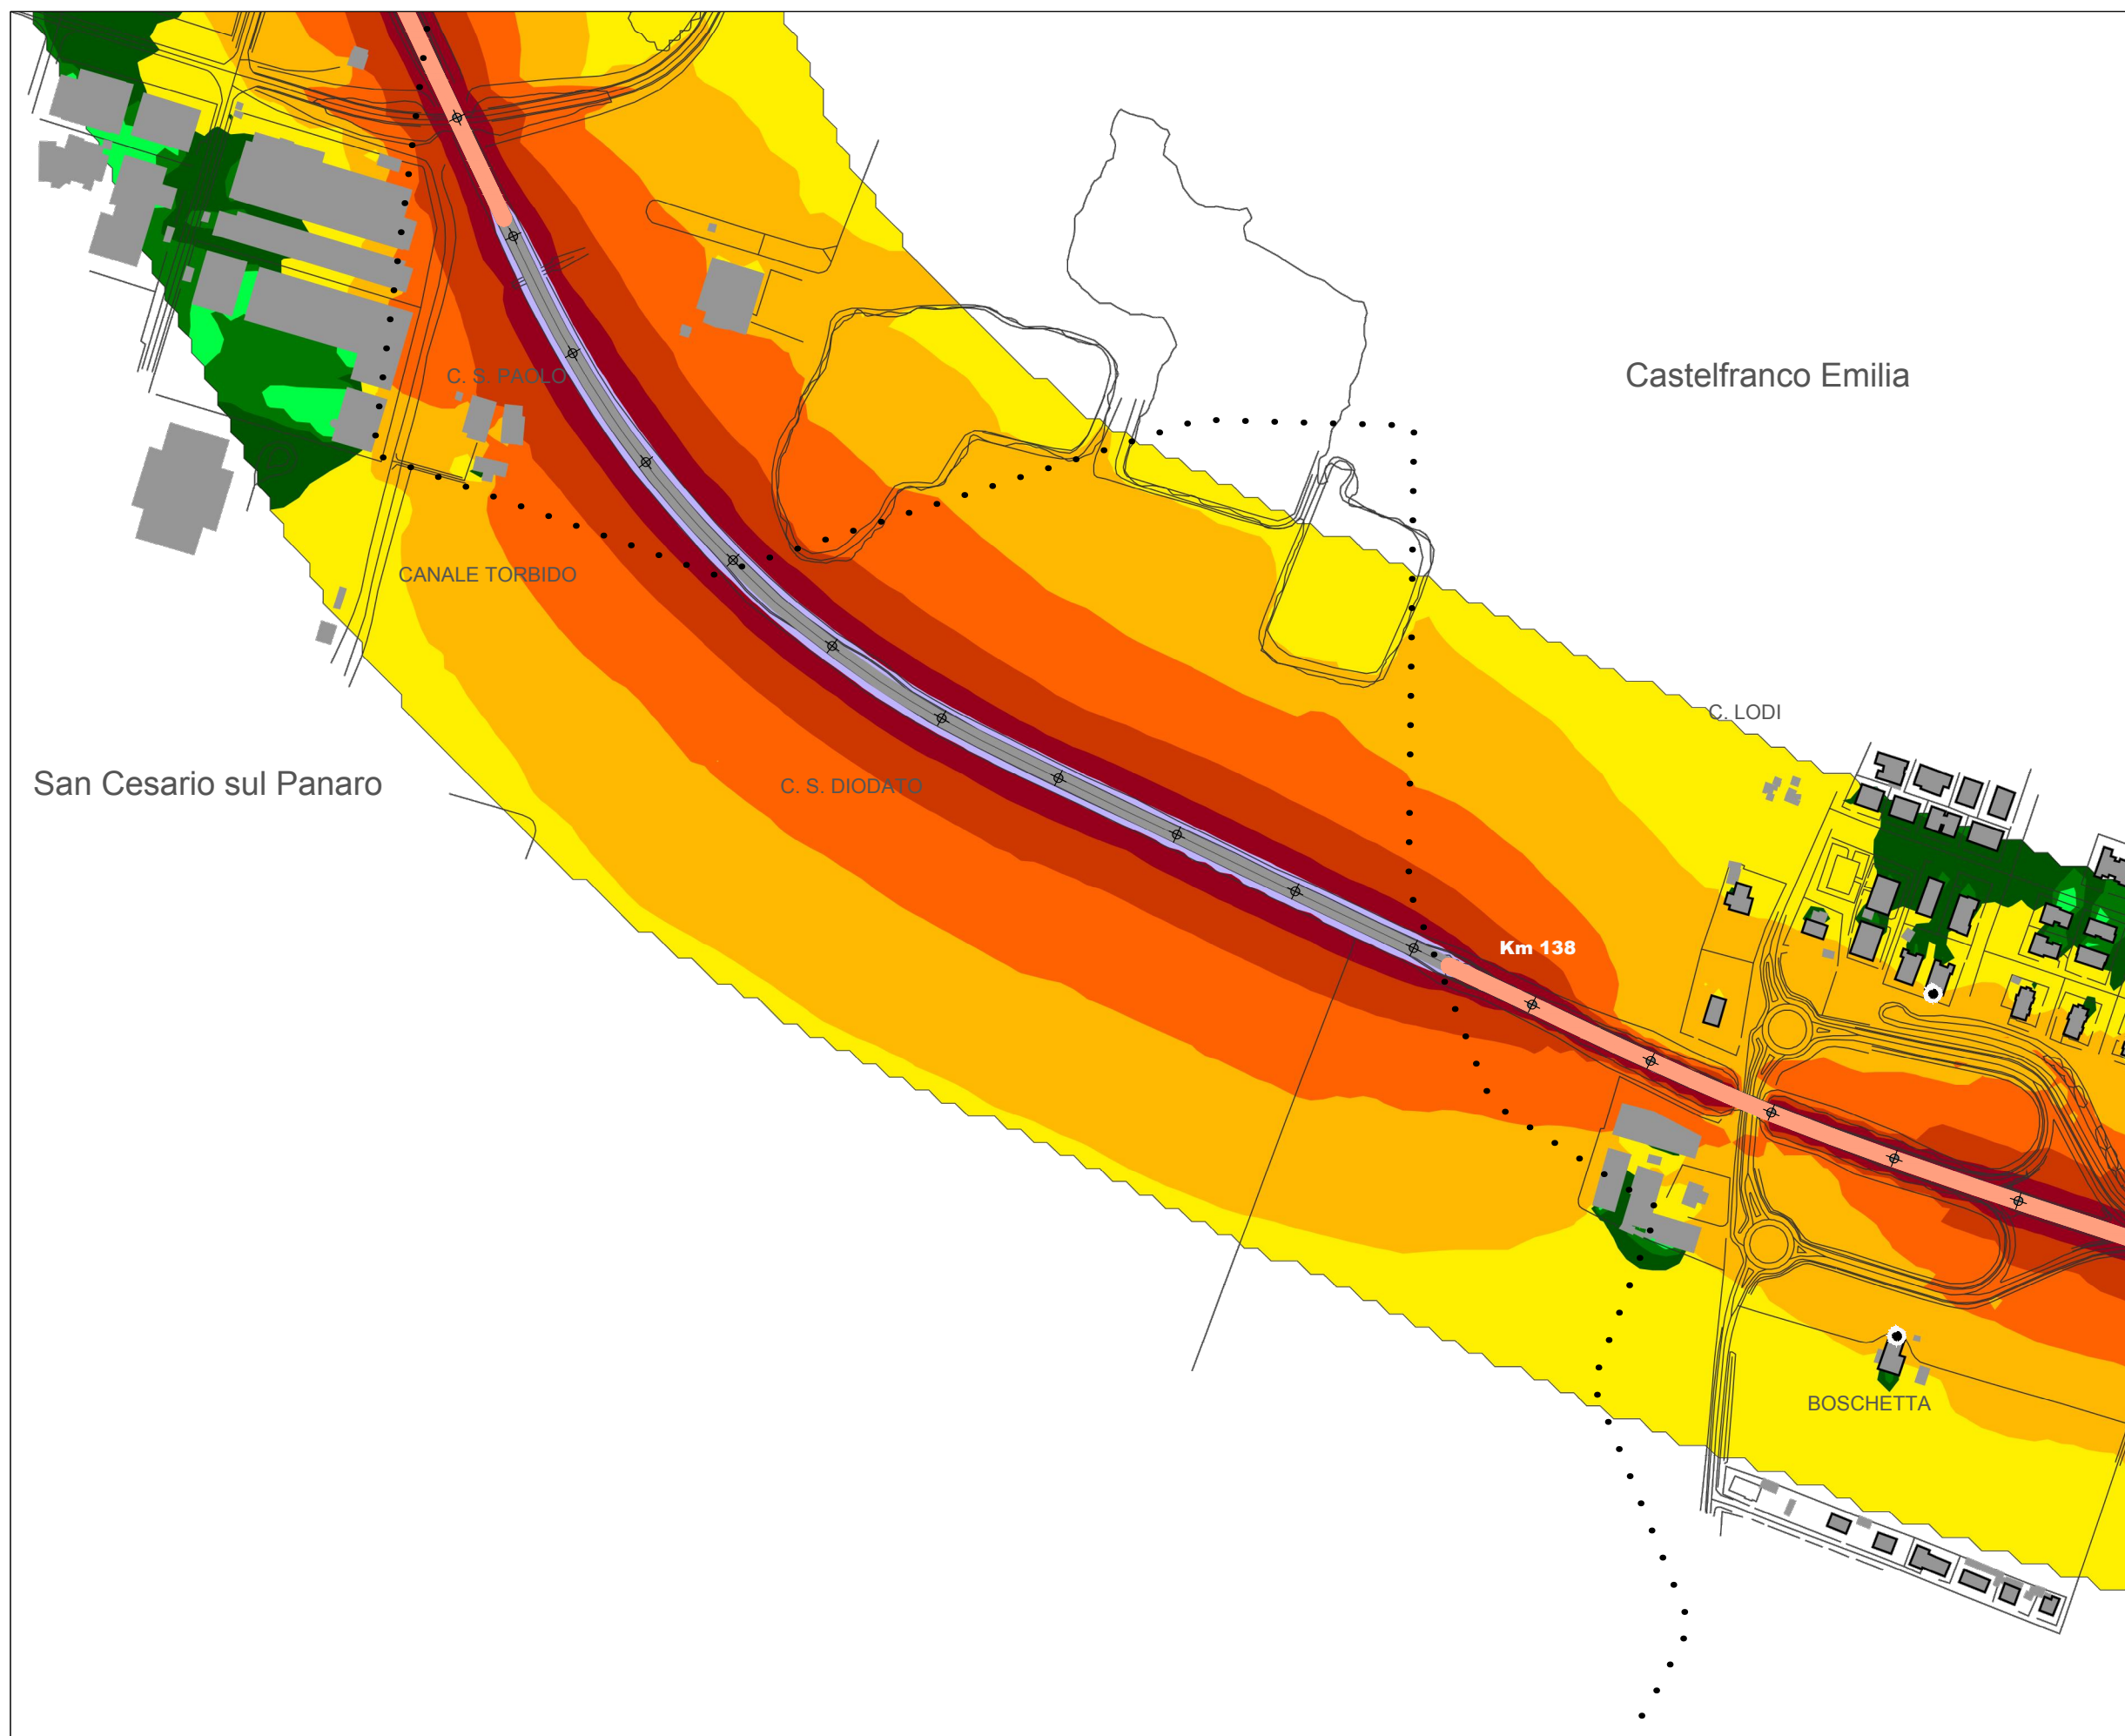 Castelfranco Emilia
C. S. PAOLO
CANALE TORBIDO
C. LODI
San Cesario sul Panaro
C. S. DIODATO
Km 138
BOSCHETTA